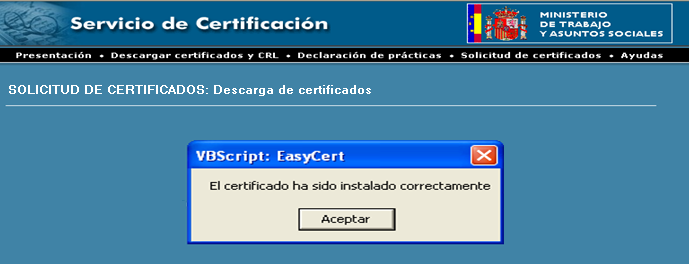 Servicio de Certificación
MINISTERIO
DE TRABAJO
Y ASUNTOS SOCIALES
Presentación • Descargar certificados y CRL • Declaración de prácticas • Solicitud de certificados • Ayudas
SOLICITUD DE CERTIFICADOS: Descarga de certificados
VBScript: EasyCert
El certificado ha sido instalado correctamente
Aceptar